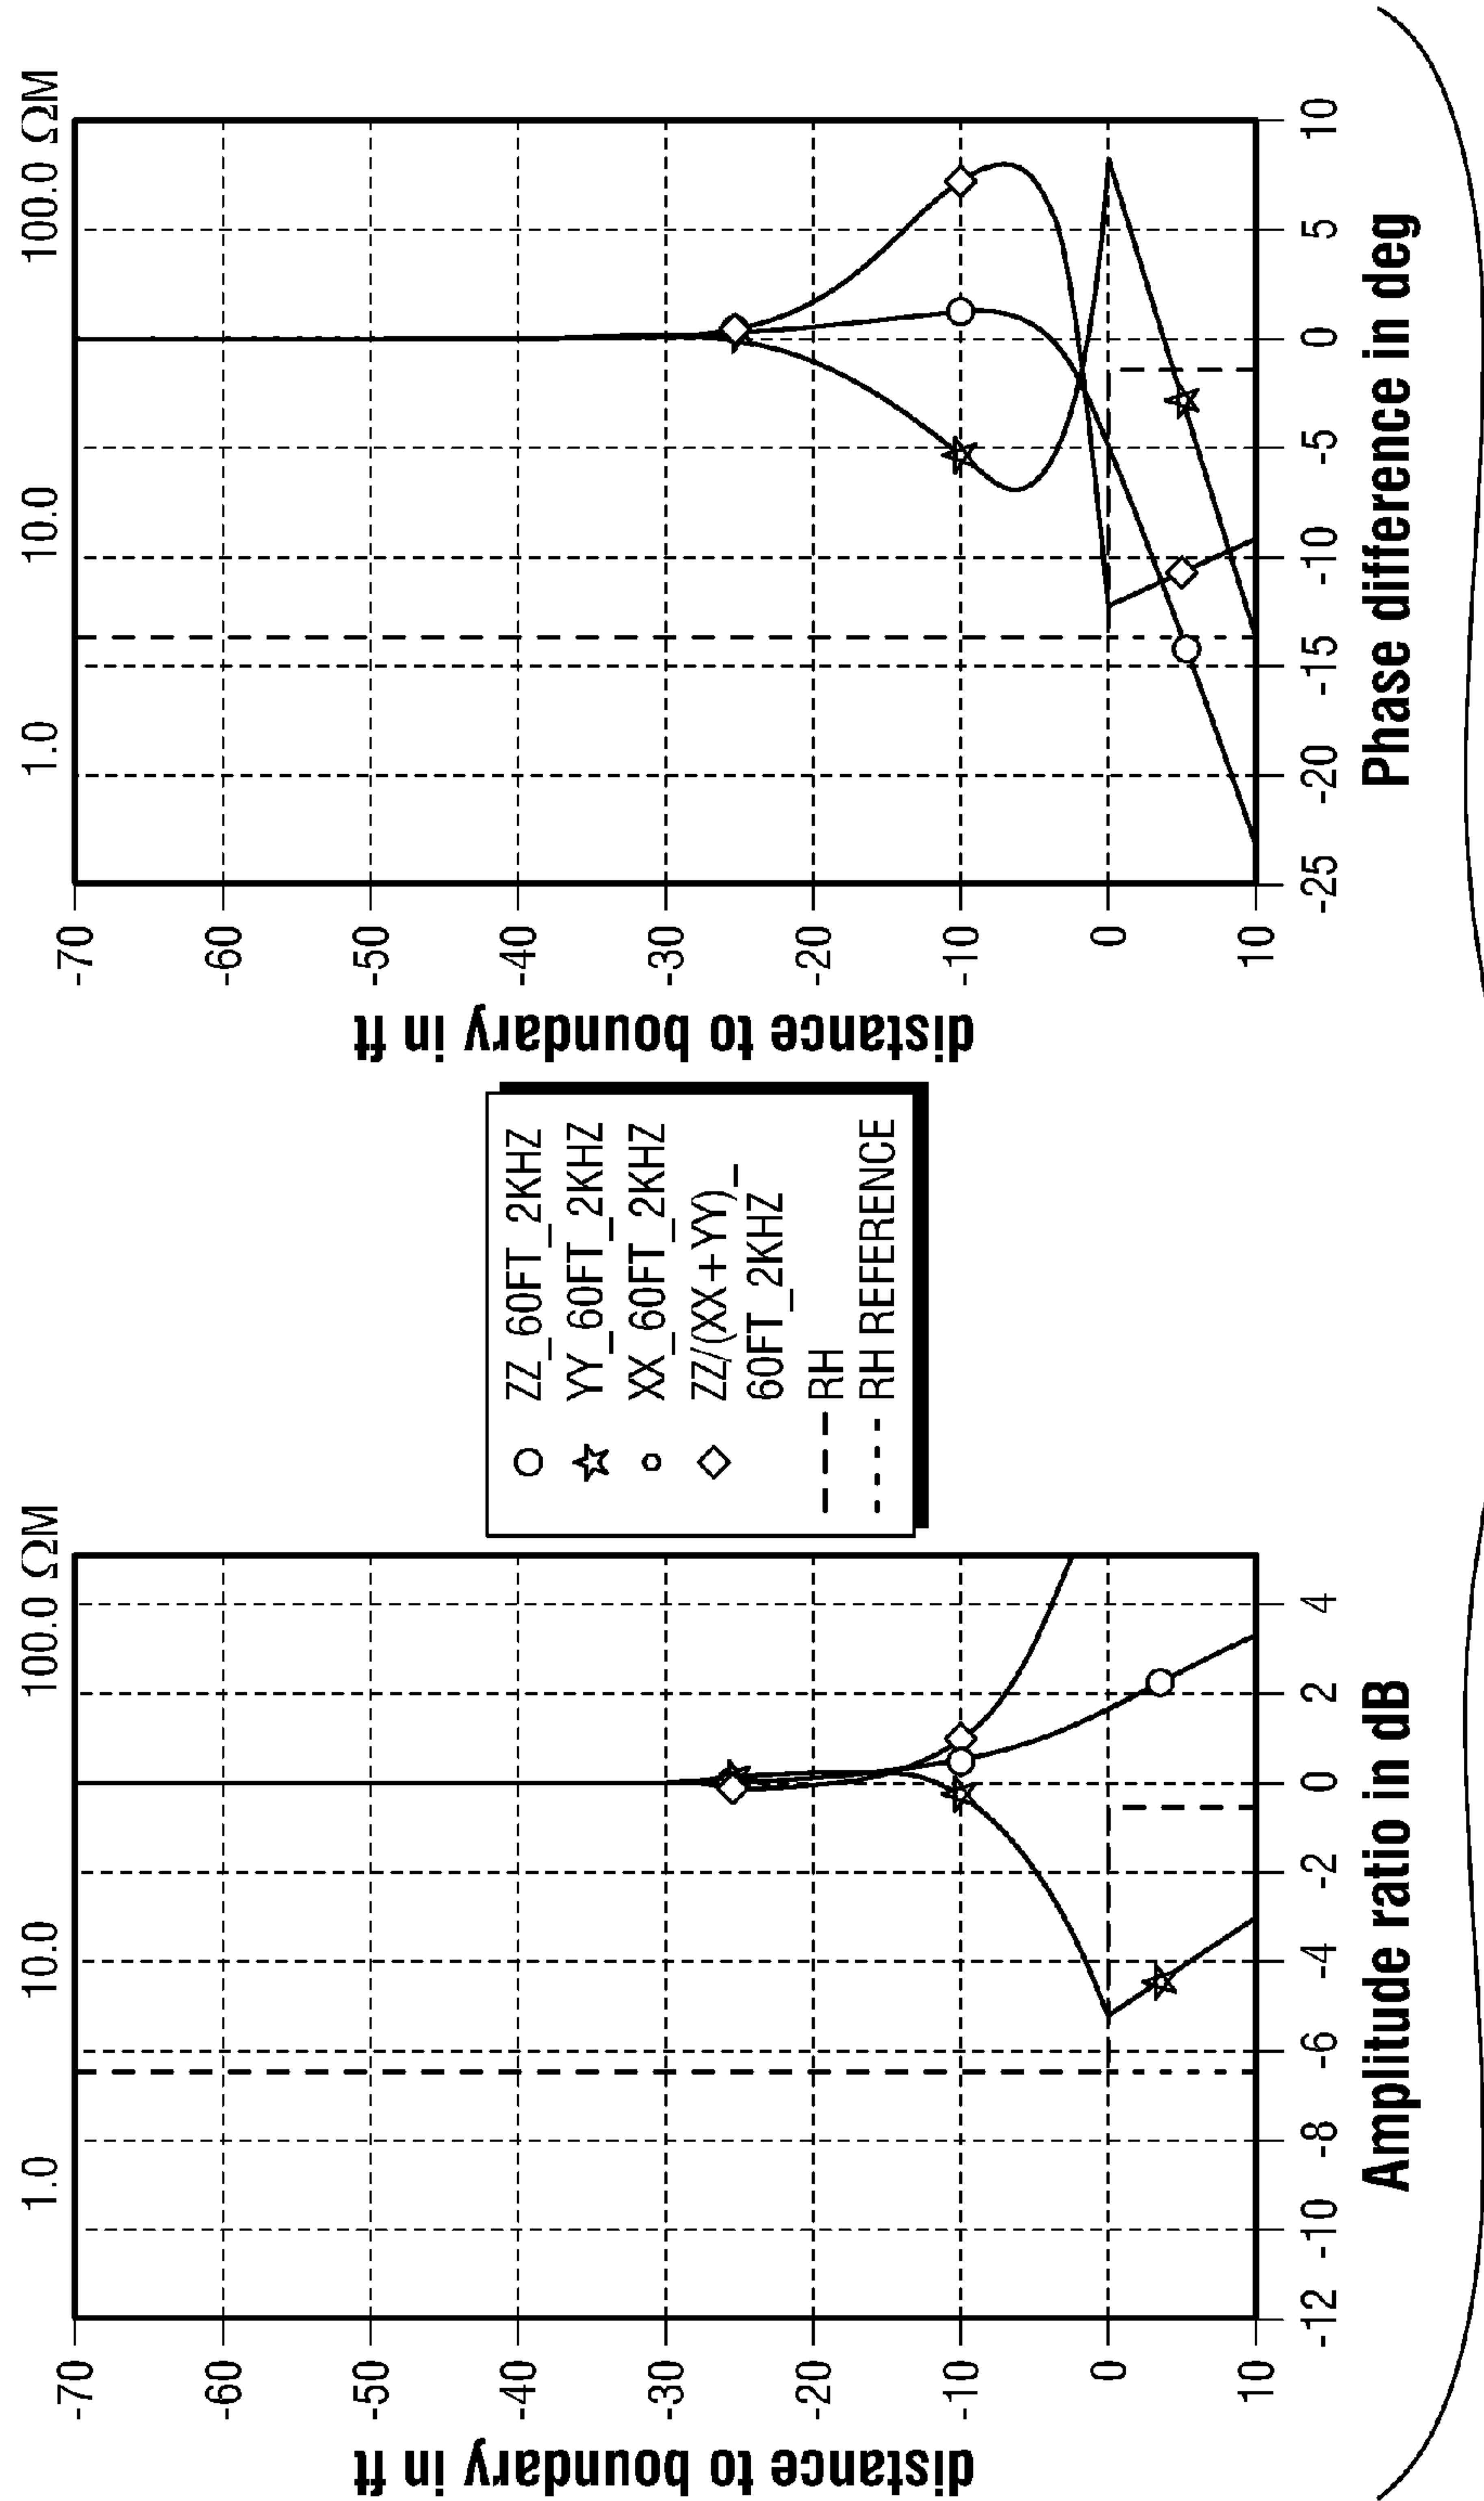 1.0 10.0 100.0 ΩM
-70
-60
-50
-40
-30
-20
-10
0
10
distance to boundary in ft
-12 -10 -8 -6 -4 -2 0 2 4
Amplitude ratio in dB
ZZ_60FT_2KHZ
YY_60FT_2KHZ
XX_60FT_2KHZ
ZZ/(XX+YY)_
60FT_2KHZ
RH
RH REFERENCE
1.0 10.0 100.0 ΩM
-70
-60
-50
-40
-30
-20
-10
0
10
distance to boundary in ft
-25 -20 -15 -10 -5 0 5 10
Phase difference in deg